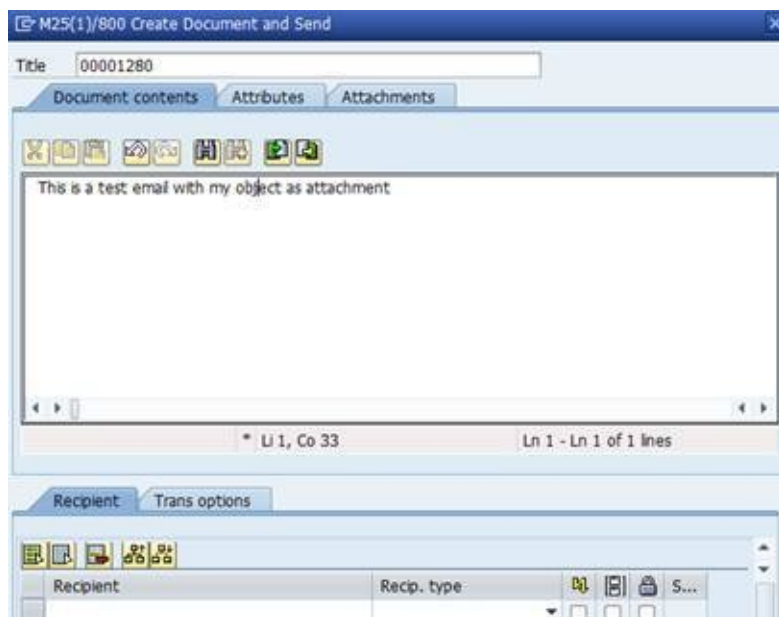 M25(1)/800 Create Document and Send
Title 00001280
Document contents Attributes Attachments
This is a test email with my object as attachment
* Li 1, Co 33 Ln 1 - Ln 1 of 1 lines
Recipient Trans options
Recipient Recip. type S...